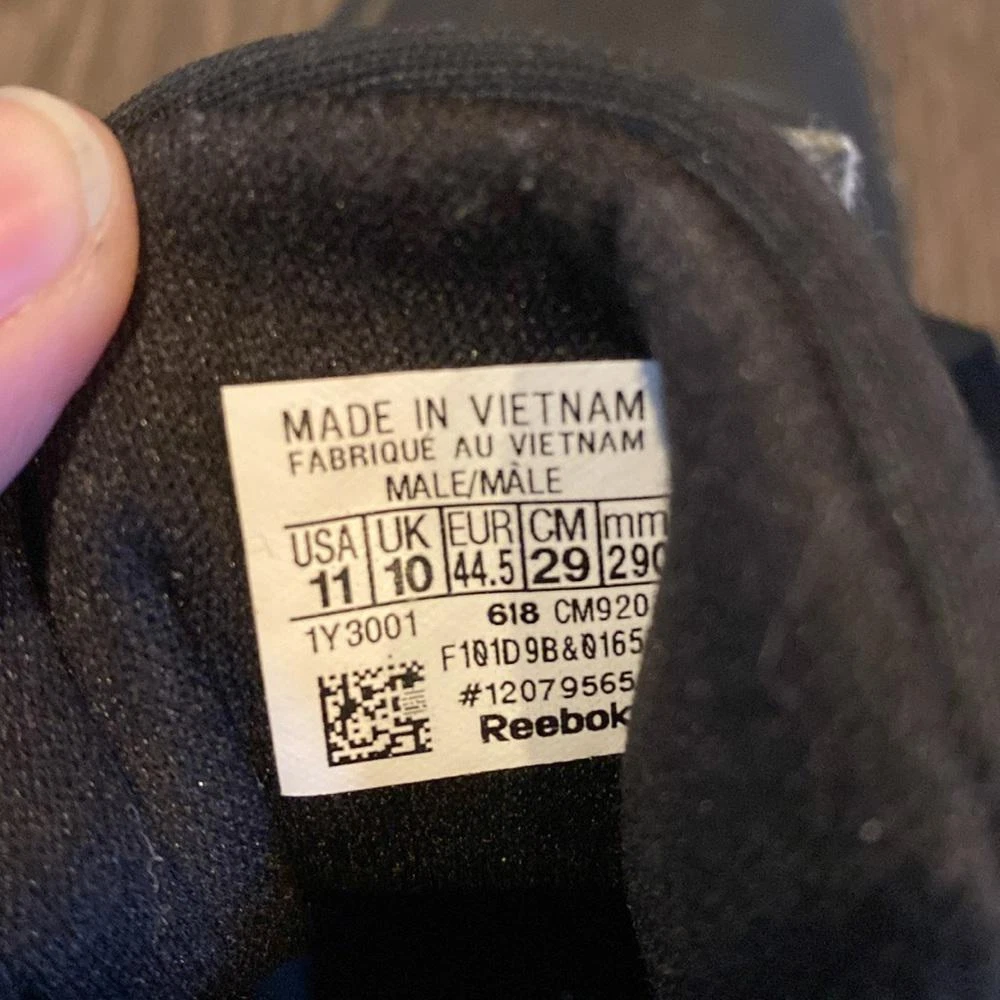 MADE IN VIETNAM
FABRIQUÉ AU VIETNAM
MALE/MÂLE
USA UK EUR CM mm
11 10 44.5 29 290
1Y3001 618 CM920
F101D9B&0165
#12079565
Reebok